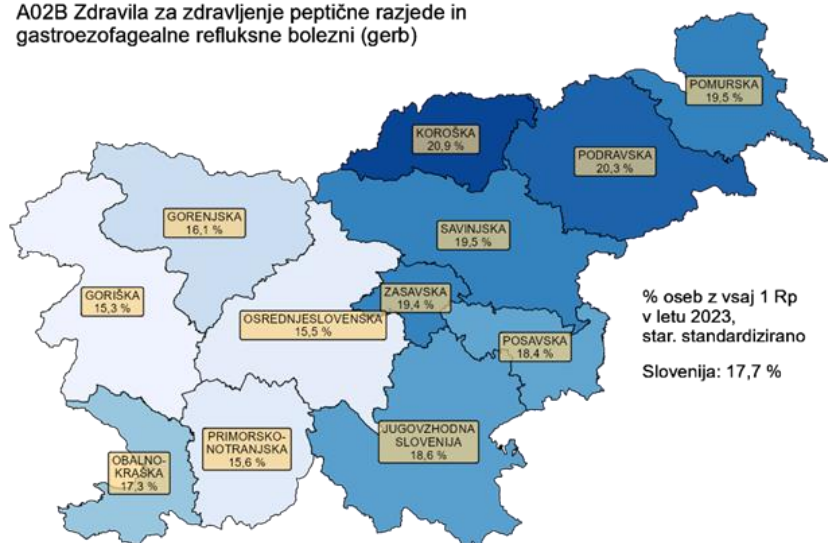 A02B Zdravila za zdravljenje peptične razjede in
gastroezofagealne refluksne bolezni (gerb)
POMURSKA
19,5 %
KOROŠKA
20,9 %
PODRAVSKA
20,3 %
GORENJSKA
16,1 %
SAVINJSKA
19,5 %
GORIŠKA
15,3 %
ZASAVSKA
19,4 %
OSREDNJESLOVENSKA
15,5 %
POSAVSKA
18,4 %
% oseb z vsaj 1 Rp
v letu 2023,
star. standardizirano
Slovenija: 17,7 %
JUGOVZHODNA
SLOVENIJA
18,6 %
PRIMORSKO-
NOTRANJSKA
15,6 %
OBALNO-
KRAŠKA
17,3 %